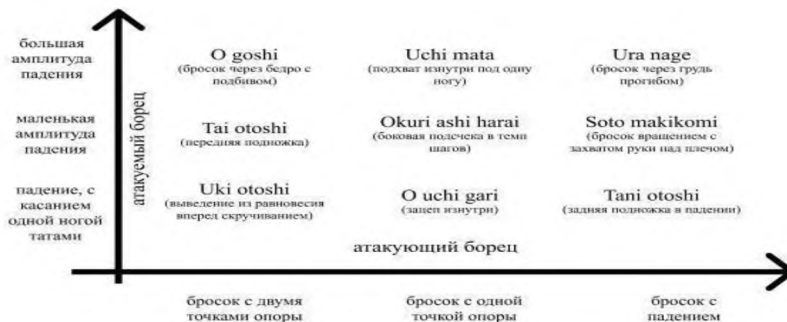 большая
амплитуда
падения
O goshi
(бросок через бедро с
подбивом)
Uchi mata
(подхват изнутри под одну
ногу)
Ura nage
(бросок через грудь
прогибом)
маленькая
амплитуда
падения
Tai otoshi
(передняя подножка)
Okuri ashi harai
(боковая подсечка в темп
шагов)
Soto makikomi
(бросок вращением с
захватом руки над плечом)
падение, с
касанием
одной ногой
татами
Uki otoshi
(выведение из равновесия
вперед скручиванием)
O uchi gari
(зацеп изнутри)
Tani otoshi
(задняя подножка в падении)
атакуемый борец
атакующий борец
бросок с двумя
точками опоры
бросок с одной
точкой опоры
бросок с
падением